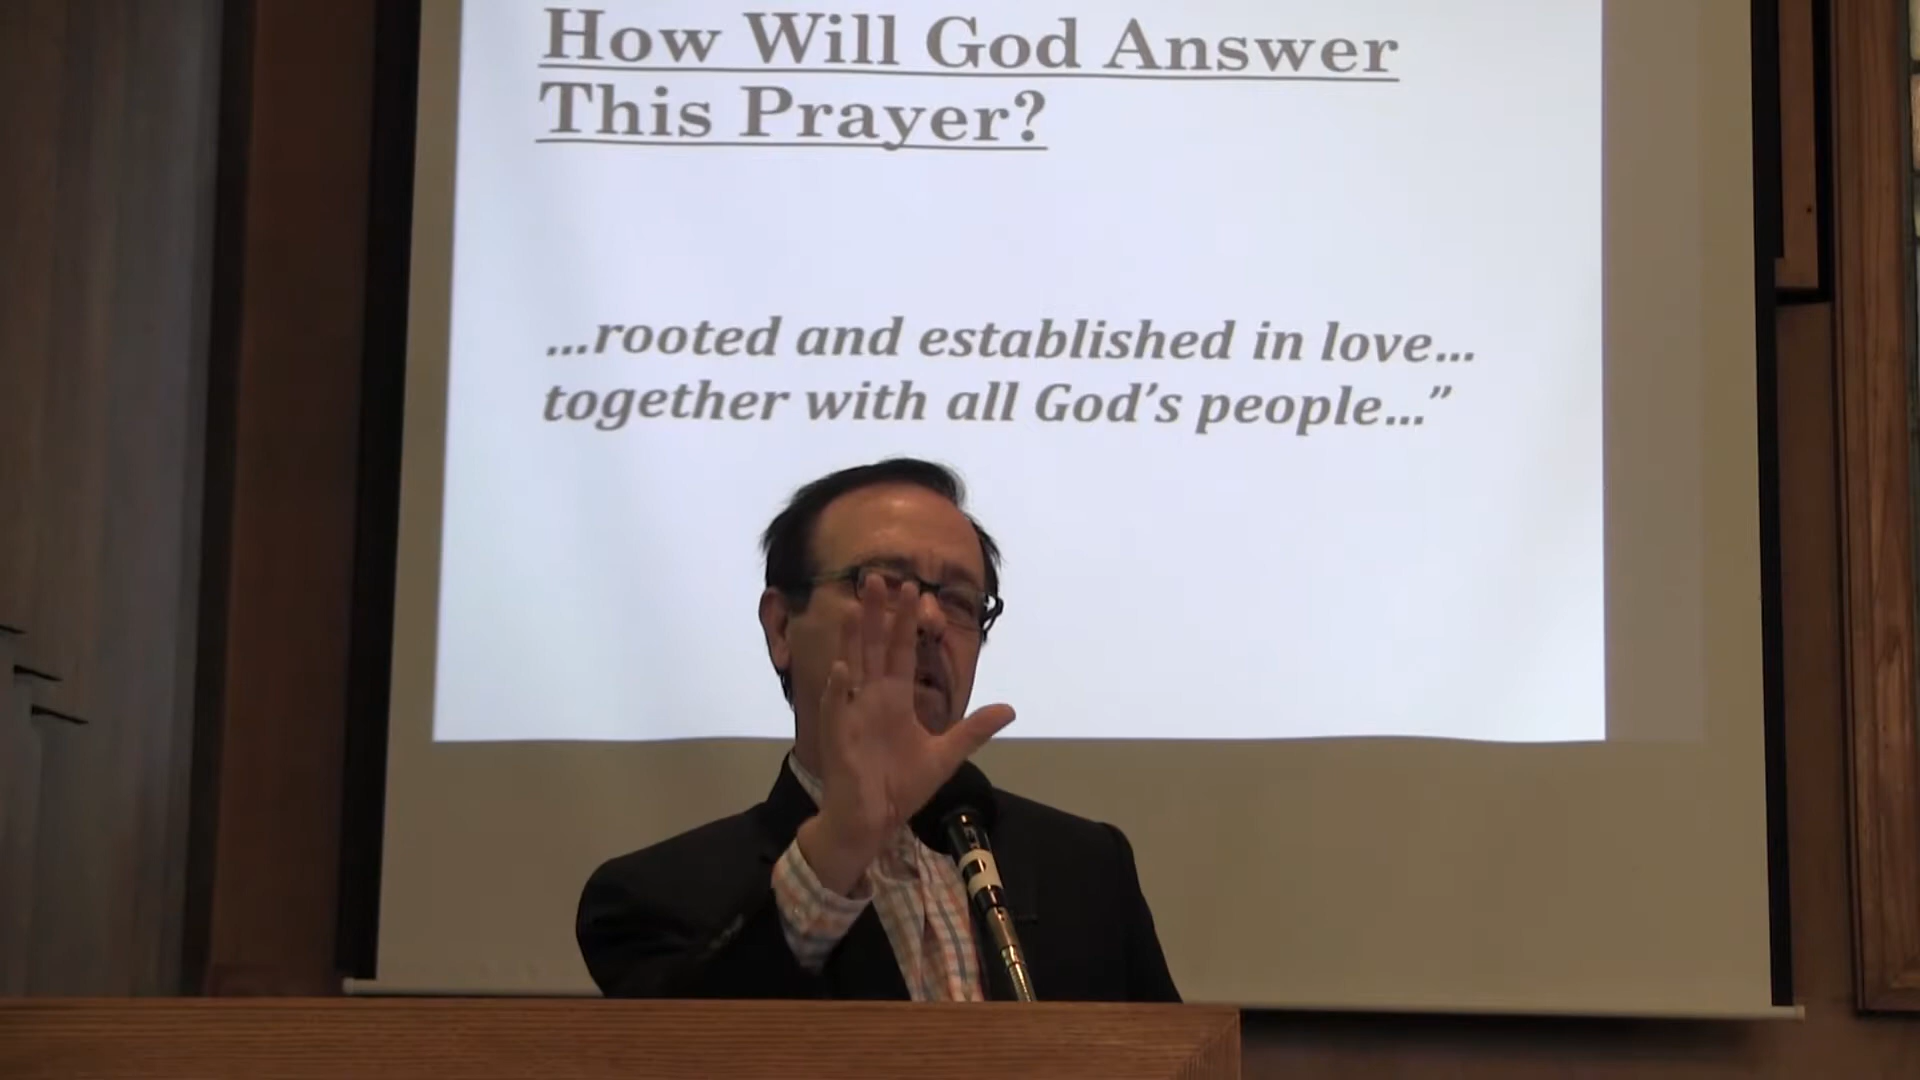 How Will God Answer
This Prayer?
...rooted and established in love...
together with all God's people..."